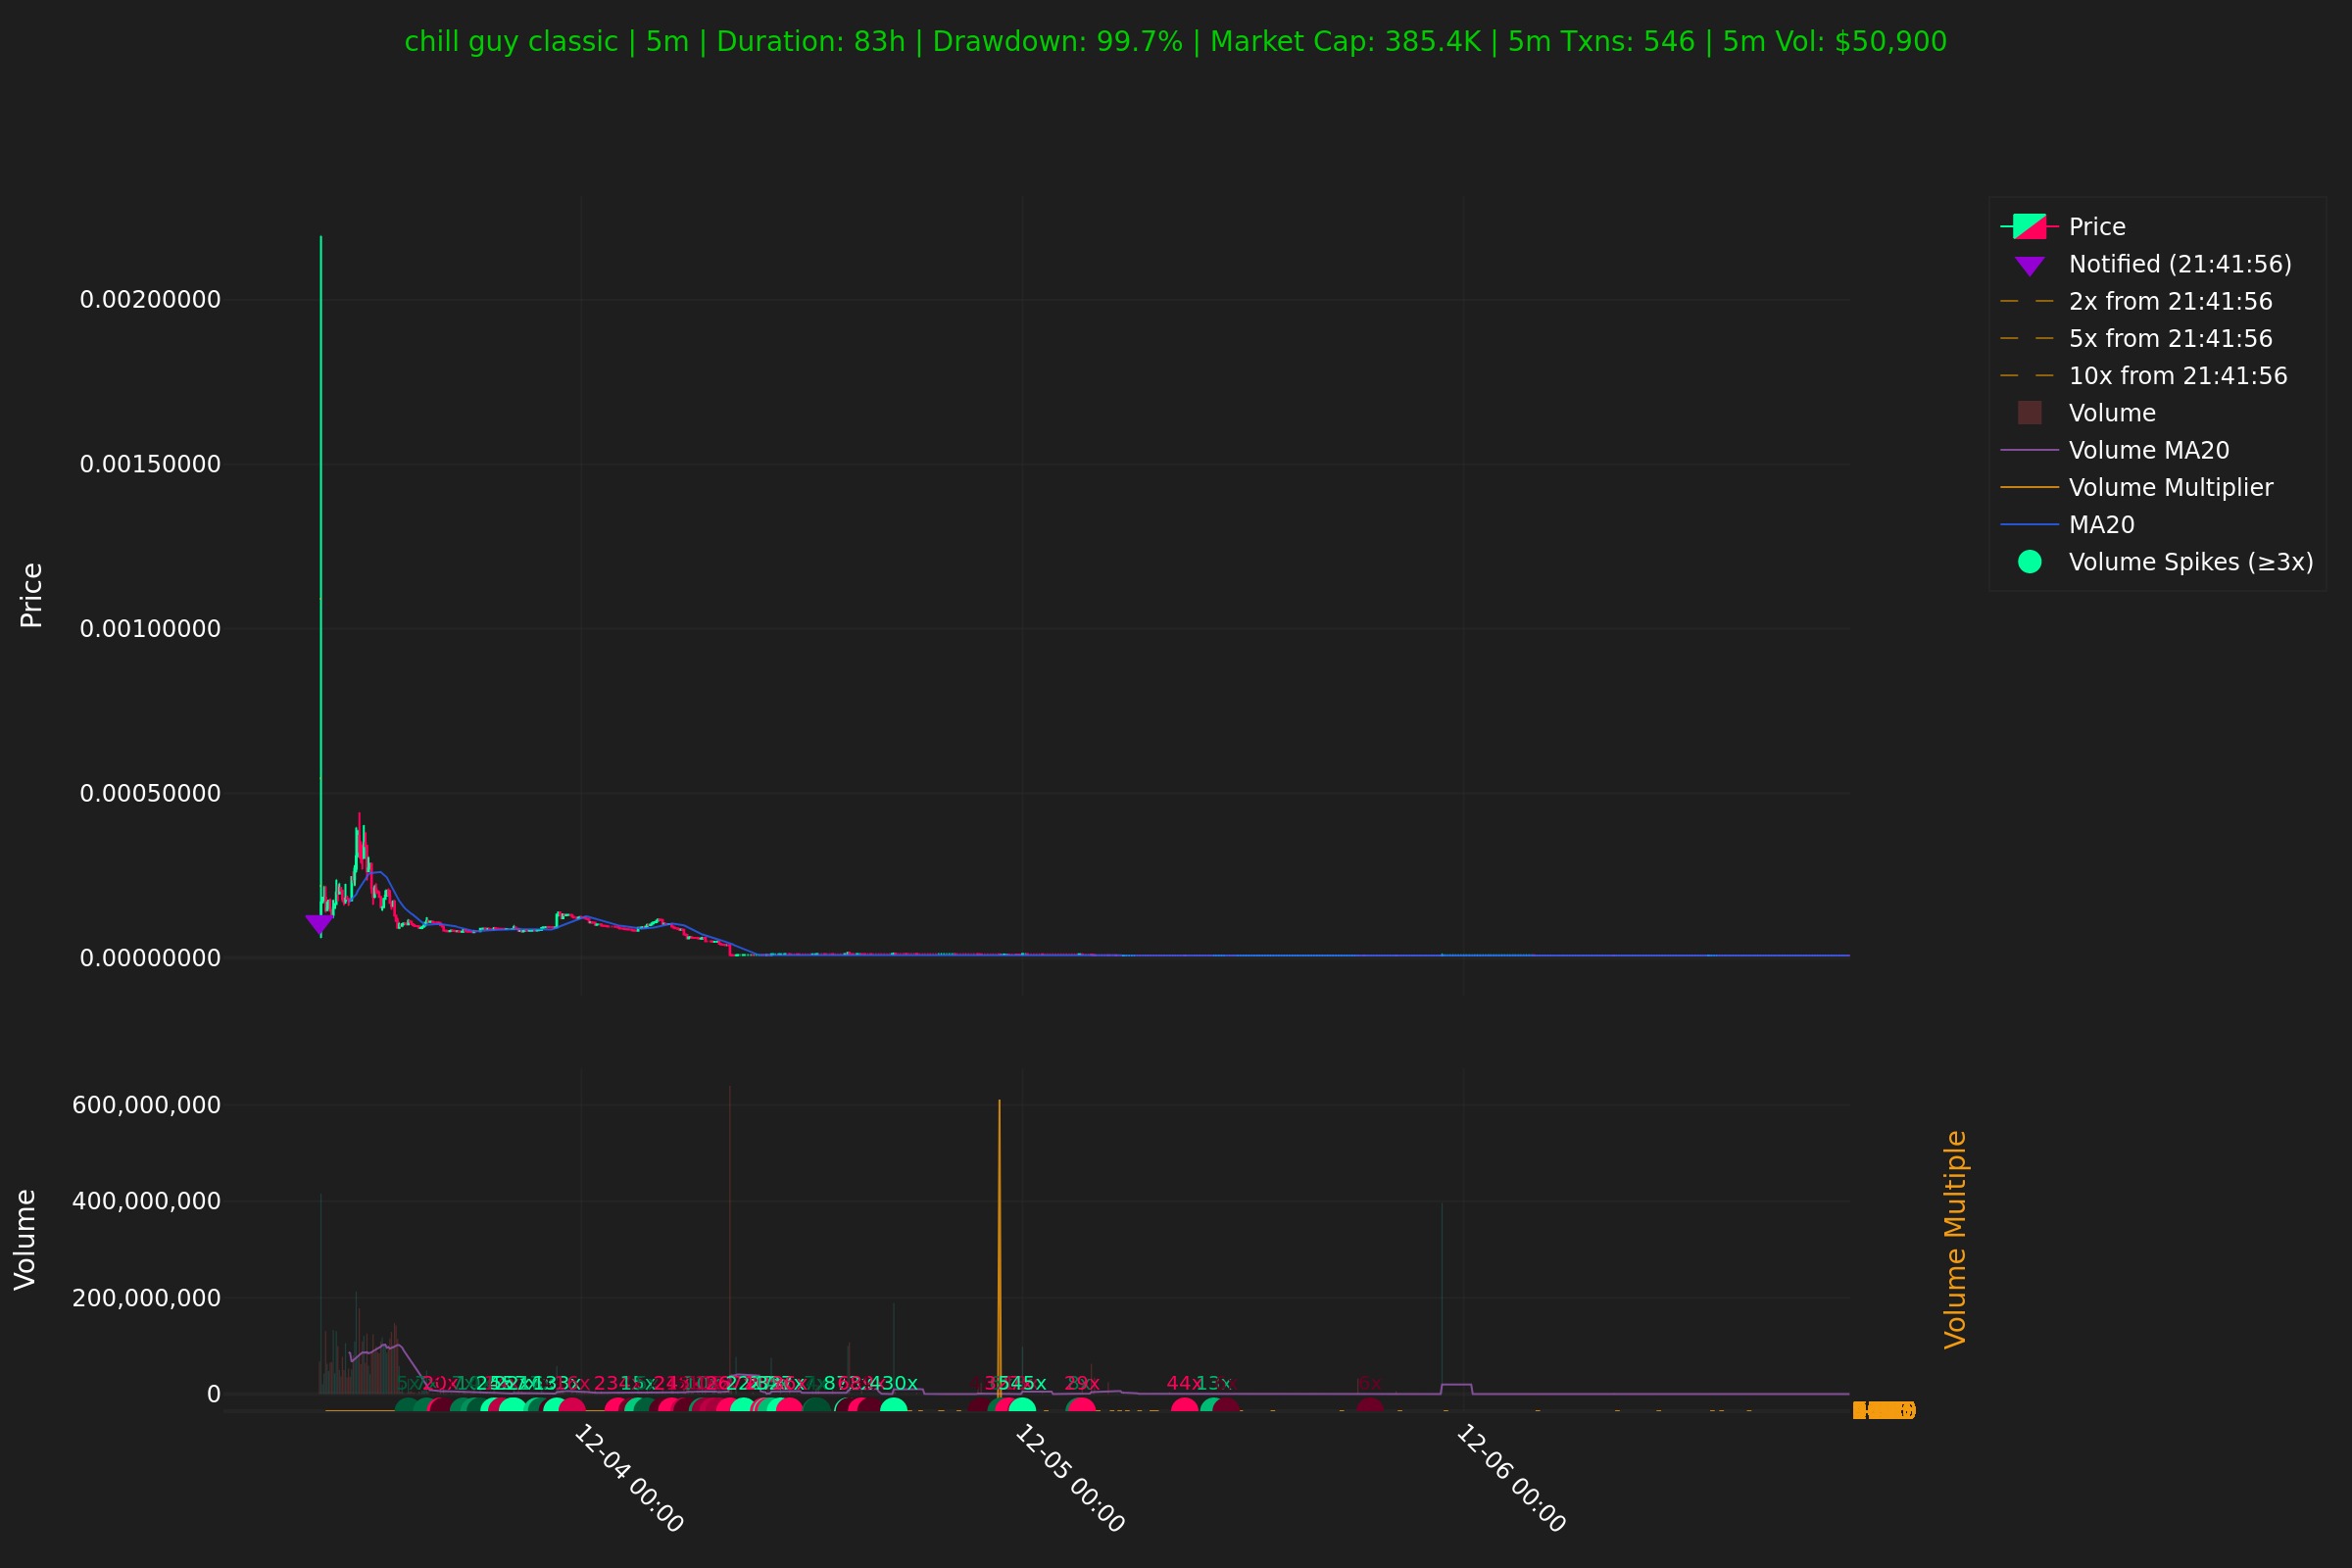 chill guy classic | 5m | Duration: 83h | Drawdown: 99.7% | Market Cap: 385.4K | 5m Txns: 546 | 5m Vol: $50,900
Price
0.00200000
0.00150000
0.00100000
0.00050000
0.00000000
Price
Notified (21:41:56)
2x from 21:41:56
5x from 21:41:56
10x from 21:41:56
Volume
Volume MA20
Volume Multiplier
MA20
Volume Spikes (≥3x)
Volume
600,000,000
400,000,000
200,000,000
0
Volume Multiple
44x
13x
6x
12-04 00:00
12-05 00:00
12-06 00:00